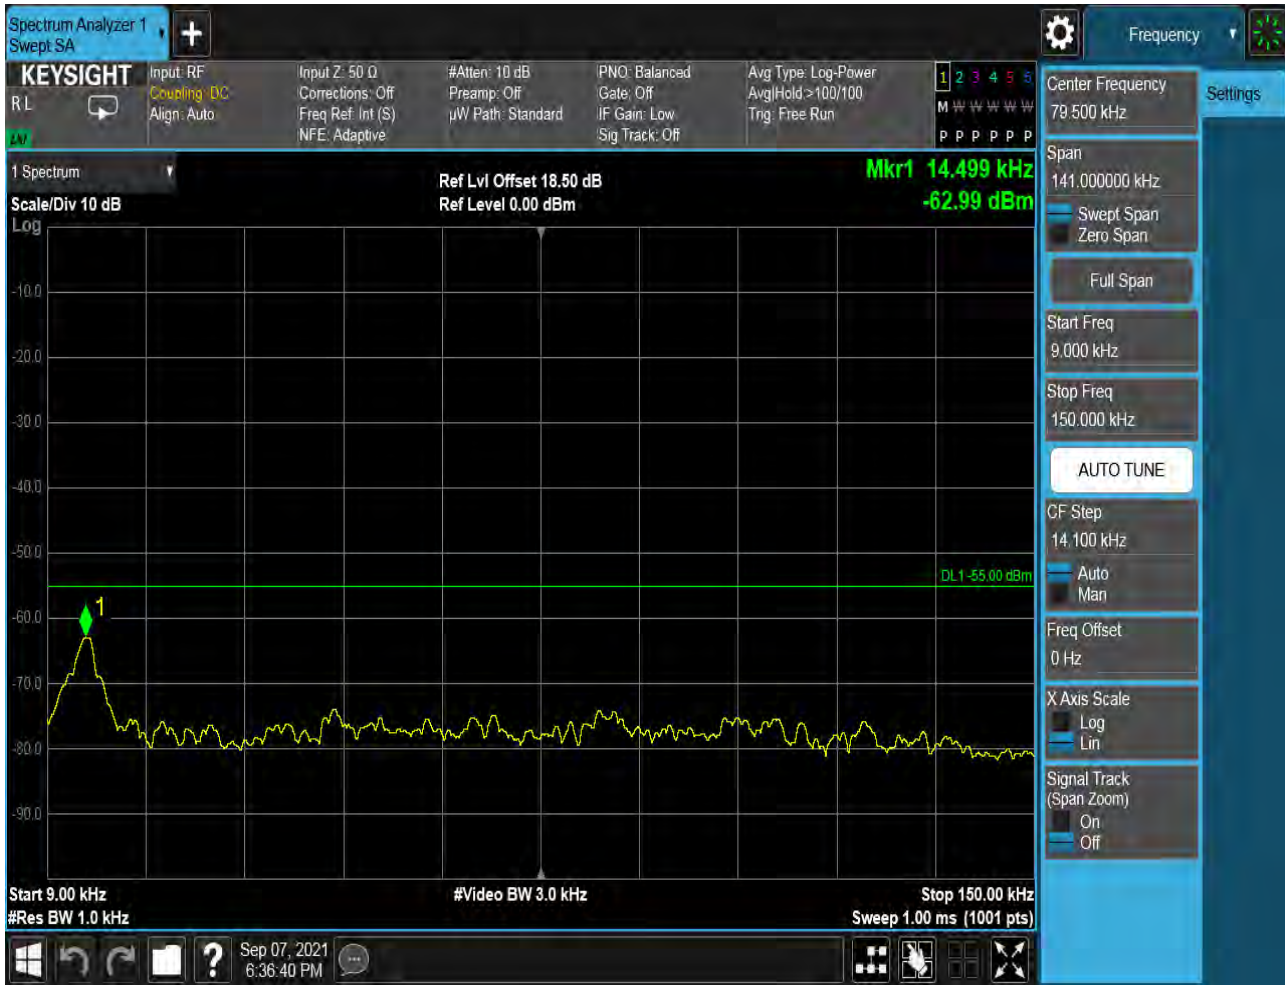 Spectrum Analyzer 1
Swept SA
+
Frequency
KEYSIGHT
R L
LXI
Input: RF
Coupling: DC
Align: Auto
Input Z: 50 Ω
Corrections: Off
Freq Ref: Int (S)
NFE: Adaptive
#Atten: 10 dB
Preamp: Off
µW Path: Standard
PNO: Balanced
Gate: Off
IF Gain: Low
Sig Track: Off
Avg Type: Log-Power
Avg|Hold:>100/100
Trig: Free Run
1 2 3 4 5 6
M W W W W W
P P P P P P
1 Spectrum
Scale/Div 10 dB
Log
Ref Lvl Offset 18.50 dB
Ref Level 0.00 dBm
Mkr1 14.499 kHz
-62.99 dBm
-10.0
-20.0
-30.0
-40.0
-50.0
DL1 -55.00 dBm
1
-60.0
-70.0
-80.0
-90.0
Start 9.00 kHz
#Res BW 1.0 kHz
#Video BW 3.0 kHz
Stop 150.00 kHz
Sweep 1.00 ms (1001 pts)
?
Sep 07, 2021
6:36:40 PM
Center Frequency
79.500 kHz
Settings
Span
141.000000 kHz
Swept Span
Zero Span
Full Span
Start Freq
9.000 kHz
Stop Freq
150.000 kHz
AUTO TUNE
CF Step
14.100 kHz
Auto
Man
Freq Offset
0 Hz
X Axis Scale
Log
Lin
Signal Track
(Span Zoom)
On
Off